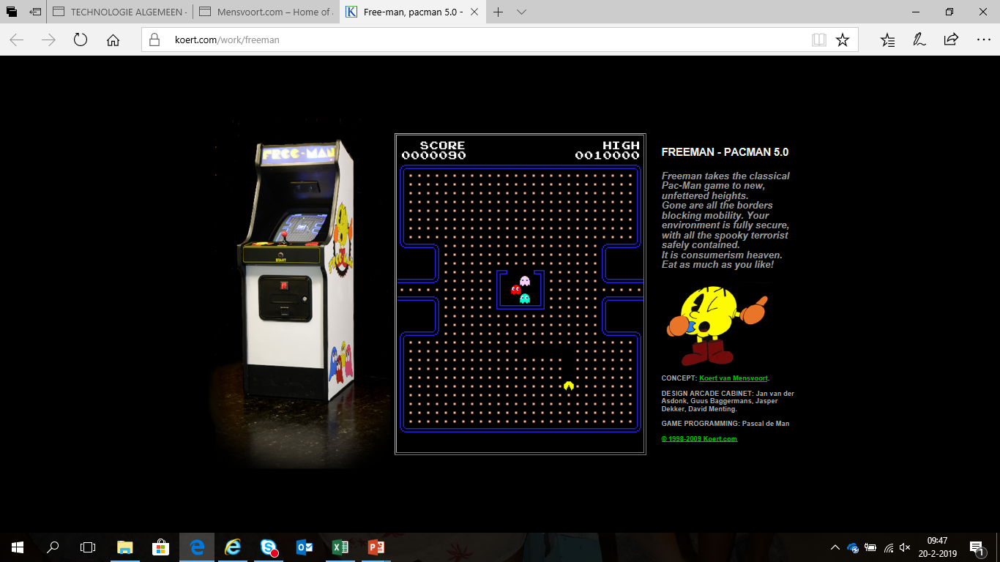 TECHNOLOGIE ALGEMEEN -
Mensvoort.com – Home of
Free-man, pacman 5.0 -
koert.com/work/freeman
FREE-MAN
START
SCORE
0000090
HIGH
0010000
FREEMAN - PACMAN 5.0
Freeman takes the classical
Pac-Man game to new,
unfettered heights.
Gone are all the borders
blocking mobility. Your
environment is fully secure,
with all the spooky terrorist
safely contained.
It is consumerism heaven.
Eat as much as you like!
CONCEPT: Koert van Mensvoort.
DESIGN ARCADE CABINET: Jan van der
Asdonk, Guus Baggermans, Jasper
Dekker, David Menting.
GAME PROGRAMMING: Pascal de Man
© 1998-2009 Koert.com
09:47
20-2-2019
1